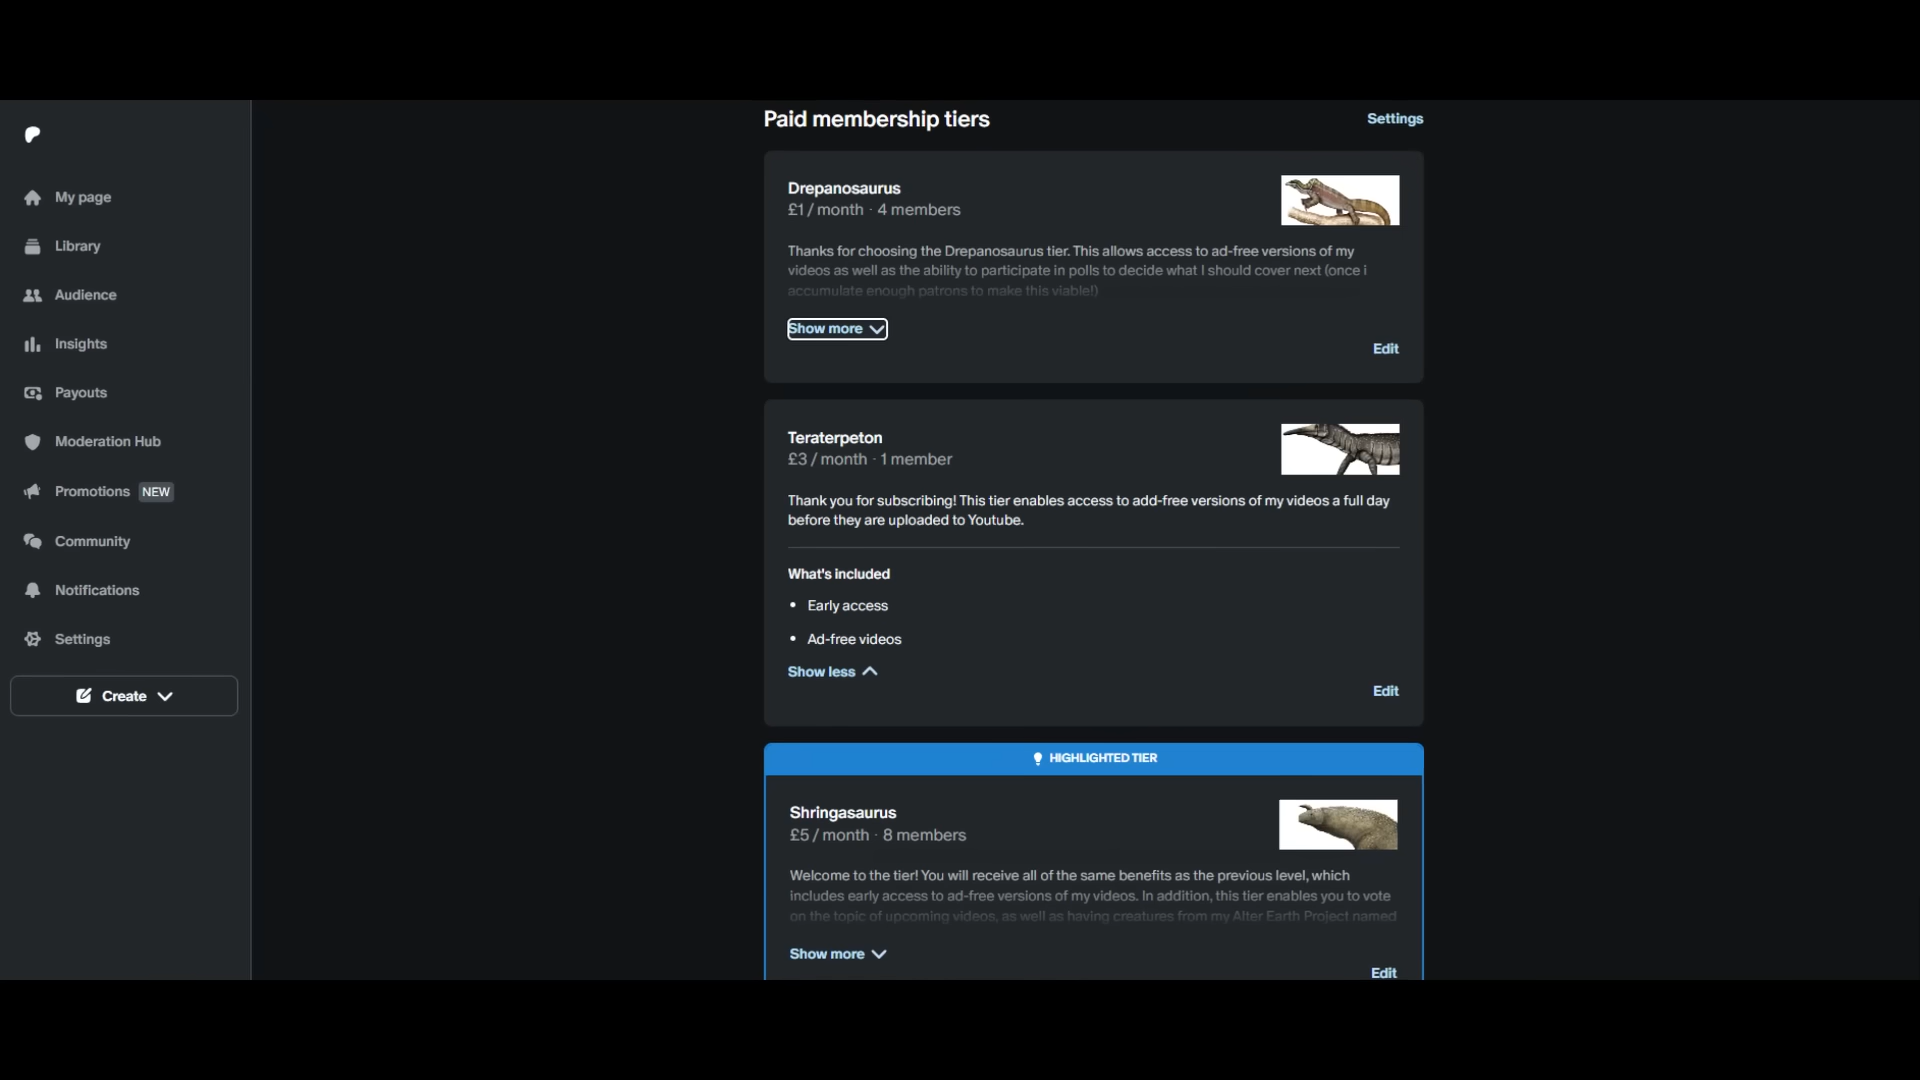 Paid membership tiers
Settings
My page
Library
Audience
Insights
Payouts
Moderation Hub
Promotions NEW
Community
Notifications
Settings
Create
Drepanosaurus
£1 / month · 4 members
Thanks for choosing the Drepanosaurus tier. This allows access to ad-free versions of my
videos as well as the ability to participate in polls to decide what I should cover next (once i
accumulate enough patrons to make this viable!)
Show more
Edit
Teraterpeton
£3 / month · 1 member
Thank you for subscribing! This tier enables access to add-free versions of my videos a full day
before they are uploaded to Youtube.
What's included
• Early access
• Ad-free videos
Show less
Edit
HIGHLIGHTED TIER
Shringasaurus
£5 / month · 8 members
Welcome to the tier! You will receive all of the same benefits as the previous level, which
includes early access to ad-free versions of my videos. In addition, this tier enables you to vote
on the topic of upcoming videos, as well as having creatures from my Alter Earth Project named
Show more
Edit